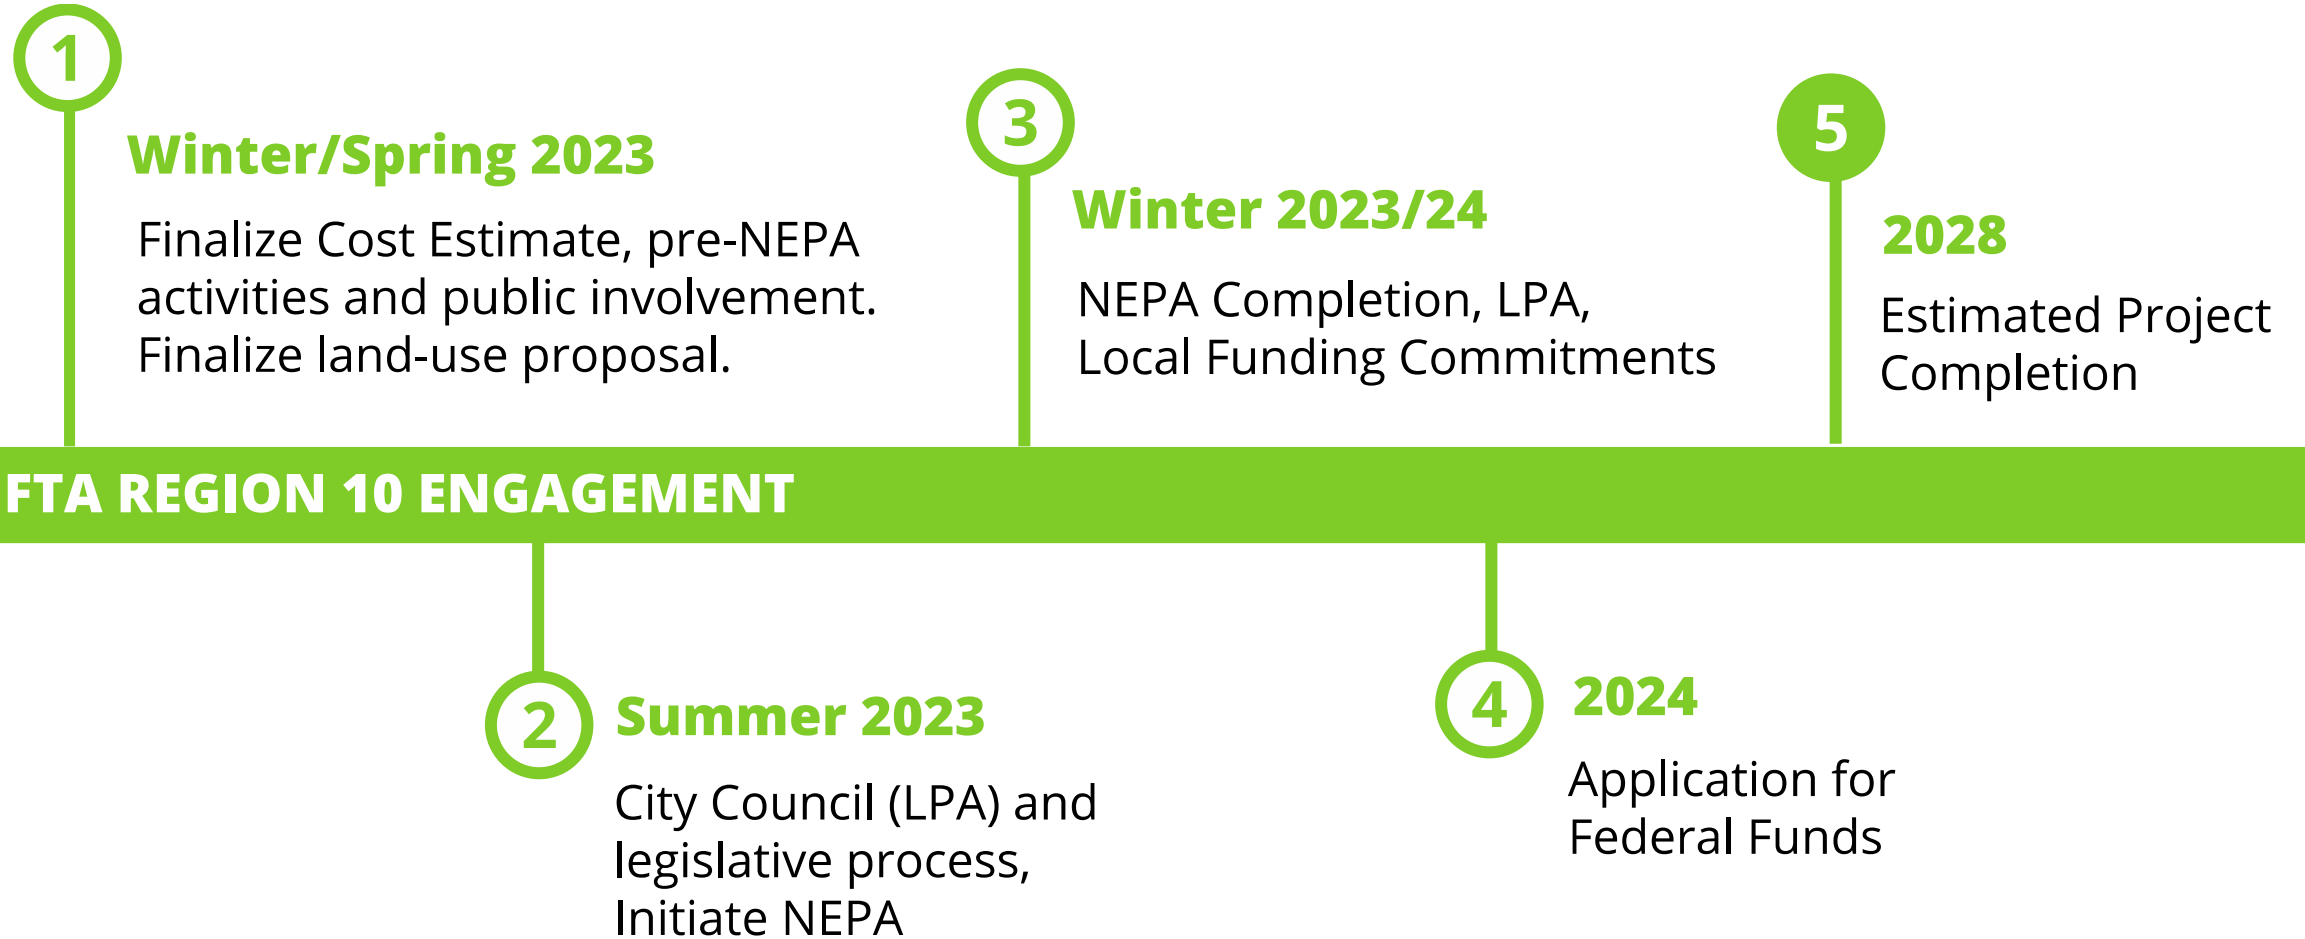 1
Winter/Spring 2023
Finalize Cost Estimate, pre-NEPA
activities and public involvement.
Finalize land-use proposal.
3
Winter 2023/24
NEPA Completion, LPA,
Local Funding Commitments
5
2028
Estimated Project
Completion
FTA REGION 10 ENGAGEMENT
2
Summer 2023
City Council (LPA) and
legislative process,
Initiate NEPA
4
2024
Application for
Federal Funds